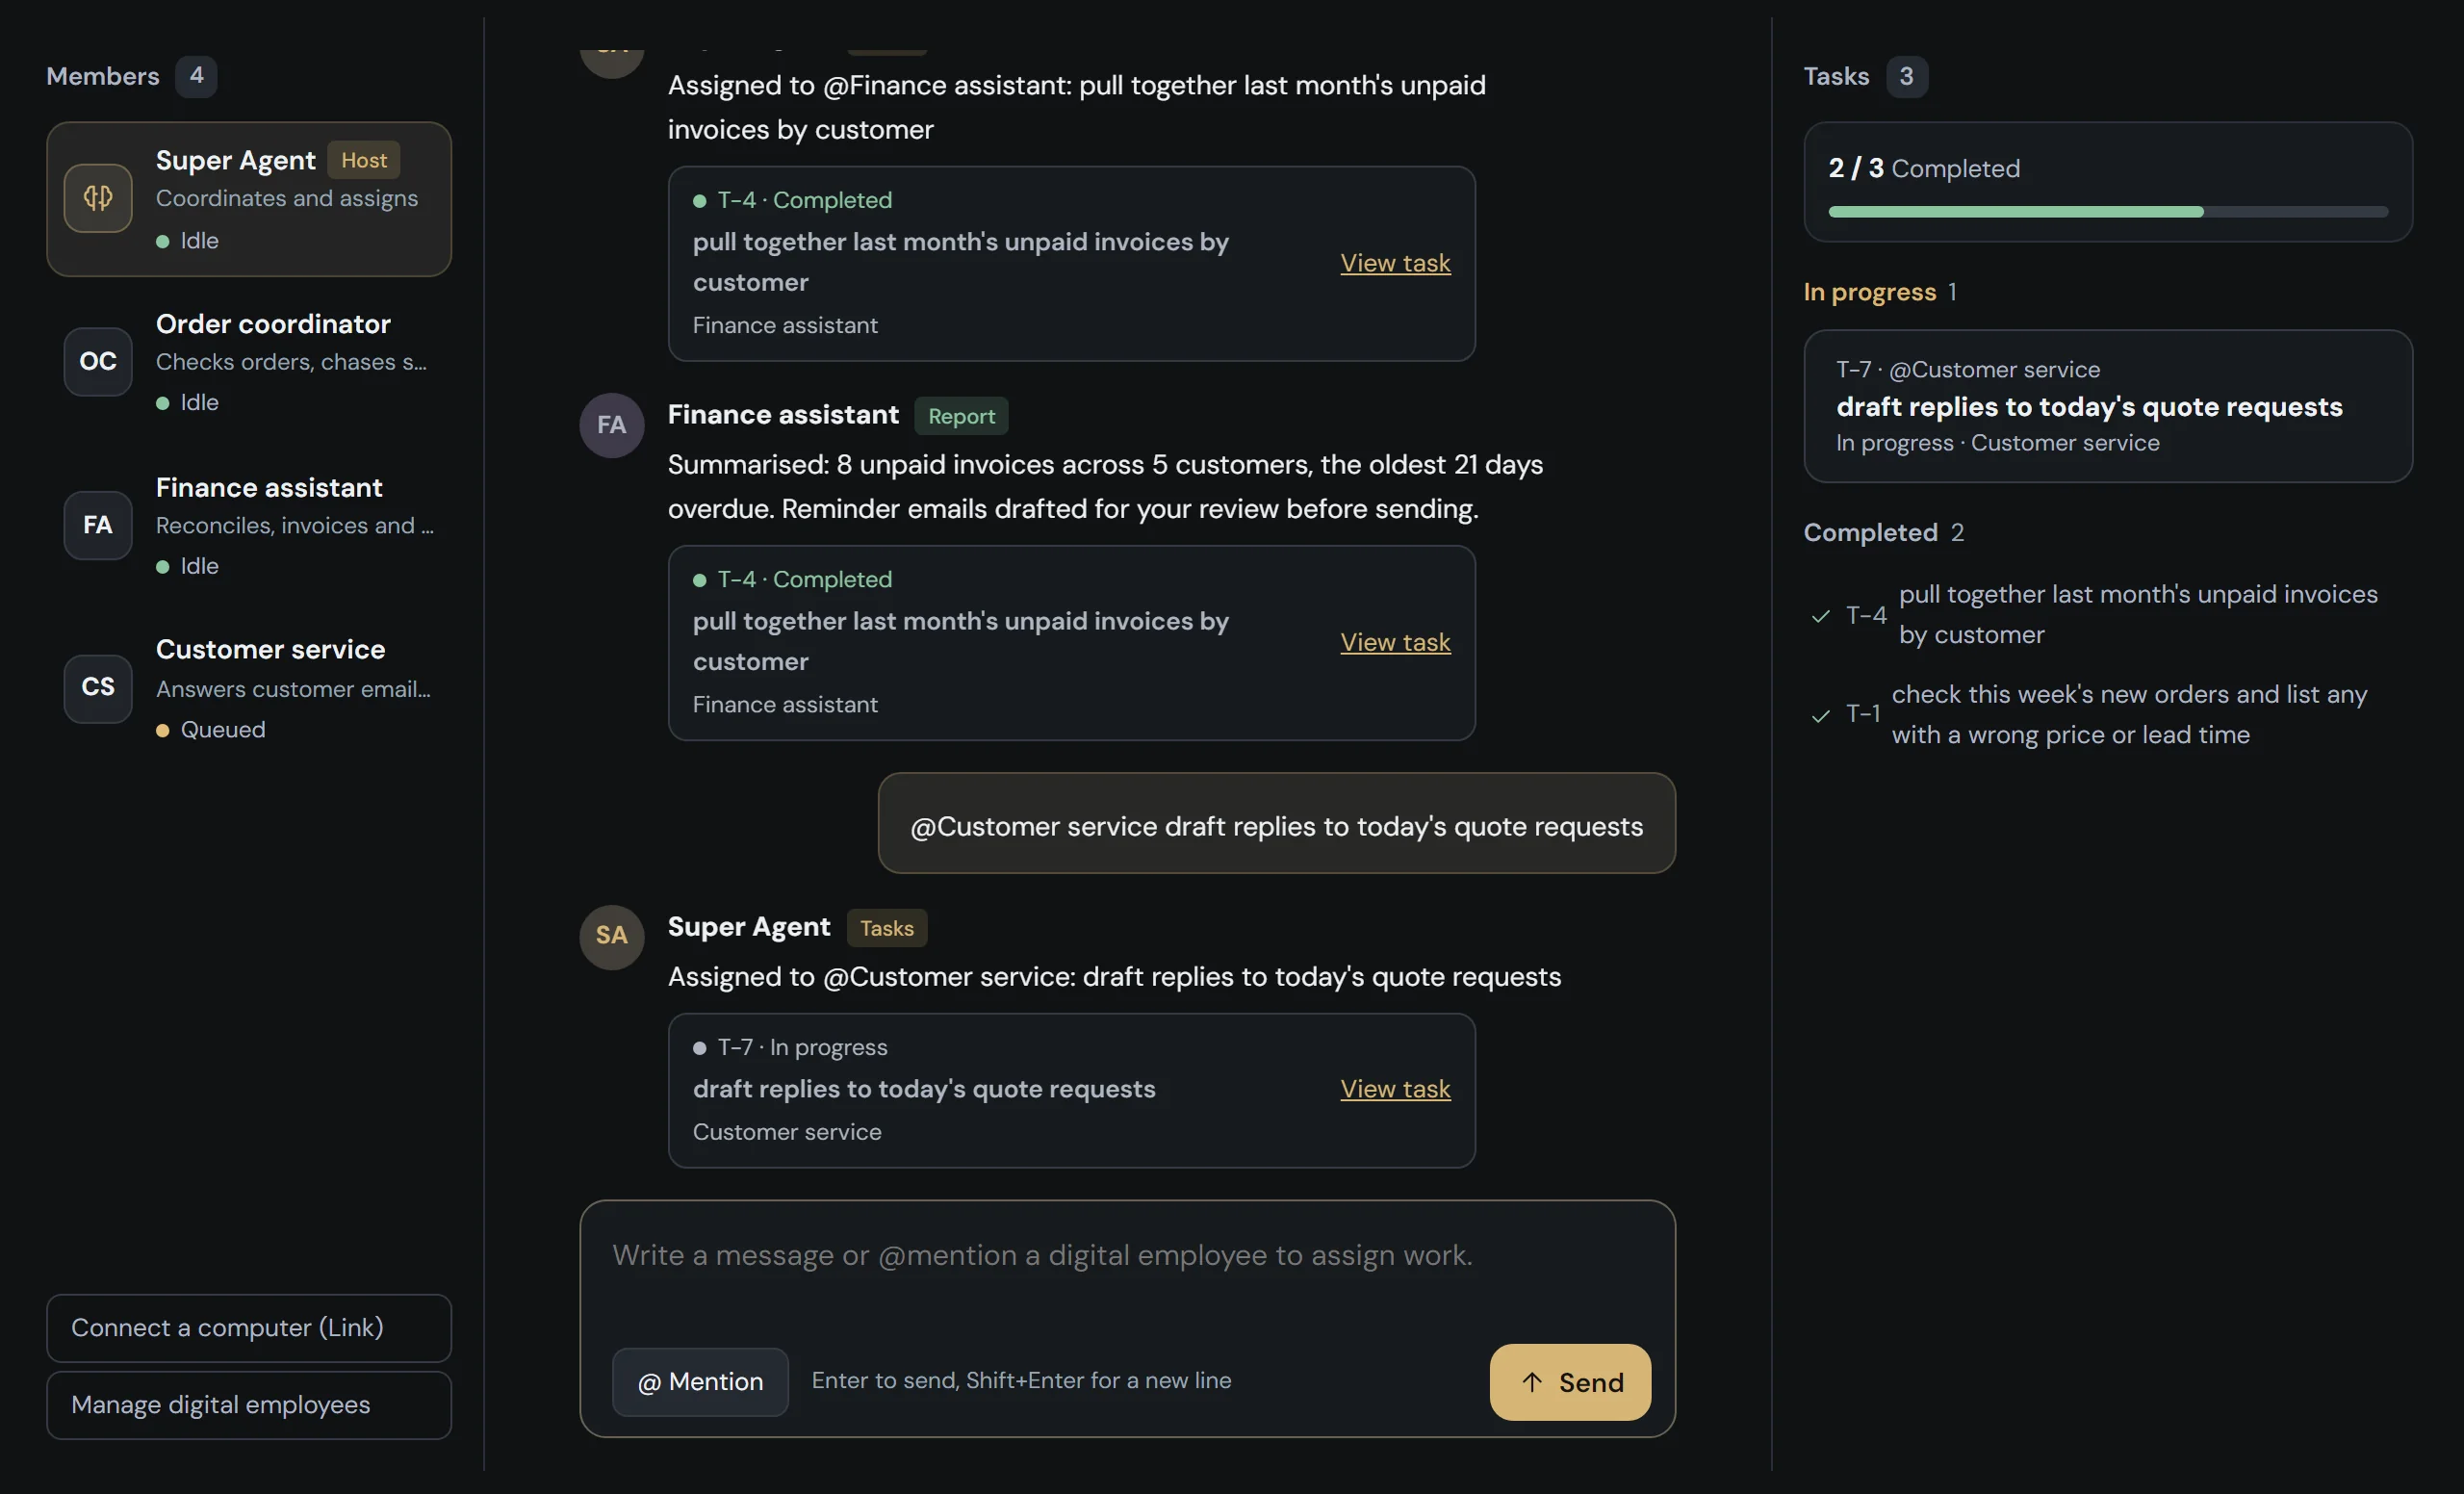 Members 4
Super Agent Host
Coordinates and assigns
Idle
OC
Order coordinator
Checks orders, chases s...
Idle
FA
Finance assistant
Reconciles, invoices and ...
Idle
CS
Customer service
Answers customer email...
Queued
Connect a computer (Link)
Manage digital employees
Assigned to @Finance assistant: pull together last month's unpaid
invoices by customer
T-4 · Completed
pull together last month's unpaid invoices by
customer
View task
Finance assistant
FA
Finance assistant Report
Summarised: 8 unpaid invoices across 5 customers, the oldest 21 days
overdue. Reminder emails drafted for your review before sending.
T-4 · Completed
pull together last month's unpaid invoices by
customer
View task
Finance assistant
@Customer service draft replies to today's quote requests
SA
Super Agent Tasks
Assigned to @Customer service: draft replies to today's quote requests
T-7 · In progress
draft replies to today's quote requests
View task
Customer service
Write a message or @mention a digital employee to assign work.
@ Mention
Enter to send, Shift+Enter for a new line
↑ Send
Tasks 3
2 / 3 Completed
In progress 1
T-7 · @Customer service
draft replies to today's quote requests
In progress · Customer service
Completed 2
T-4
pull together last month's unpaid invoices
by customer
T-1
check this week's new orders and list any
with a wrong price or lead time